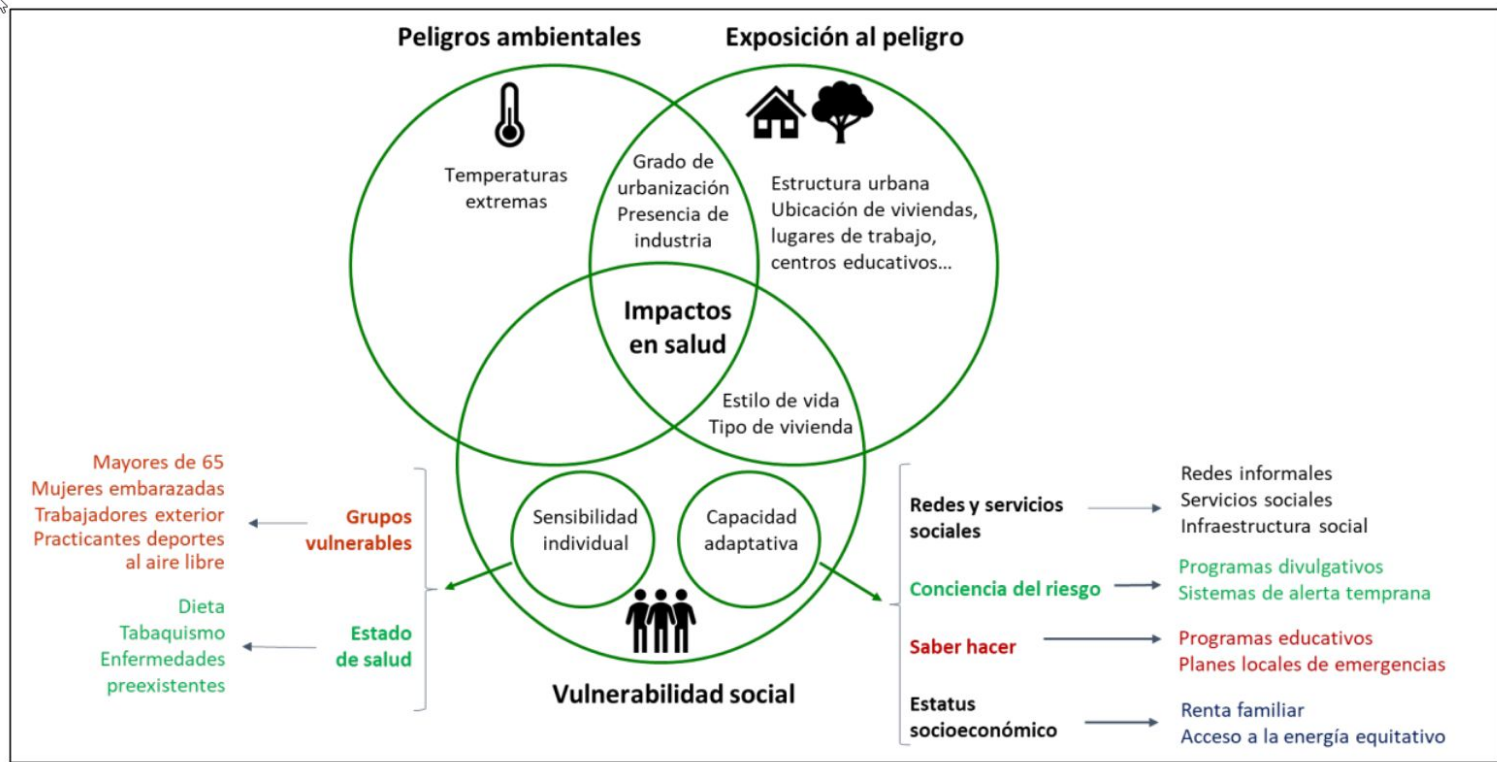 Peligros ambientales
Exposición al peligro
Temperaturas
extremas
Grado de
urbanización
Presencia de
industria
Estructura urbana
Ubicación de viviendas,
lugares de trabajo,
centros educativos...
Impactos
en salud
Estilo de vida
Tipo de vivienda
Mayores de 65
Mujeres embarazadas
Trabajadores exterior
Practicantes deportes
al aire libre
Grupos
vulnerables
Dieta
Tabaquismo
Enfermedades
preexistentes
Estado
de salud
Sensibilidad
individual
Capacidad
adaptativa
Vulnerabilidad social
Redes y servicios
sociales
Redes informales
Servicios sociales
Infraestructura social
Conciencia del riesgo
Programas divulgativos
Sistemas de alerta temprana
Saber hacer
Programas educativos
Planes locales de emergencias
Estatus
socioeconómico
Renta familiar
Acceso a la energía equitativo